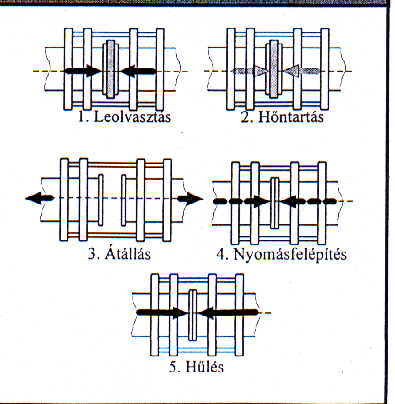 1. Leolvasztás
2. Hőntartás
3. Átállás
4. Nyomásfelépítés
5. Hűlés